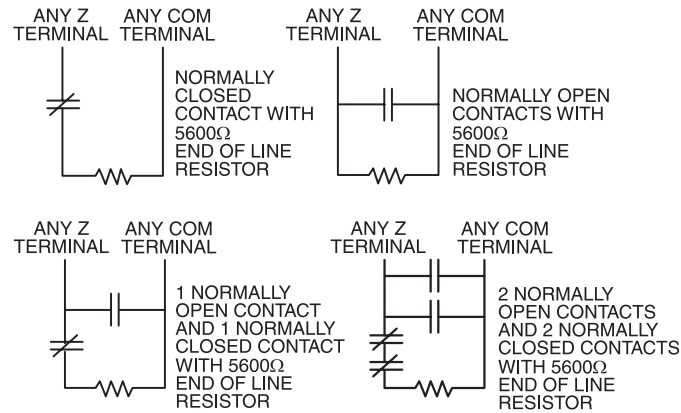 ANY Z
TERMINAL
ANY COM
TERMINAL
NORMALLY
CLOSED
CONTACT WITH
5600Ω
END OF LINE
RESISTOR
ANY Z
TERMINAL
ANY COM
TERMINAL
NORMALLY OPEN
CONTACTS WITH
5600Ω
END OF LINE
RESISTOR
ANY Z
TERMINAL
ANY COM
TERMINAL
1 NORMALLY
OPEN CONTACT
AND 1 NORMALLY
CLOSED CONTACT
WITH 5600Ω
END OF LINE
RESISTOR
ANY Z
TERMINAL
ANY COM
TERMINAL
2 NORMALLY
OPEN CONTACTS
AND 2 NORMALLY
CLOSED CONTACTS
WITH 5600Ω
END OF LINE
RESISTOR